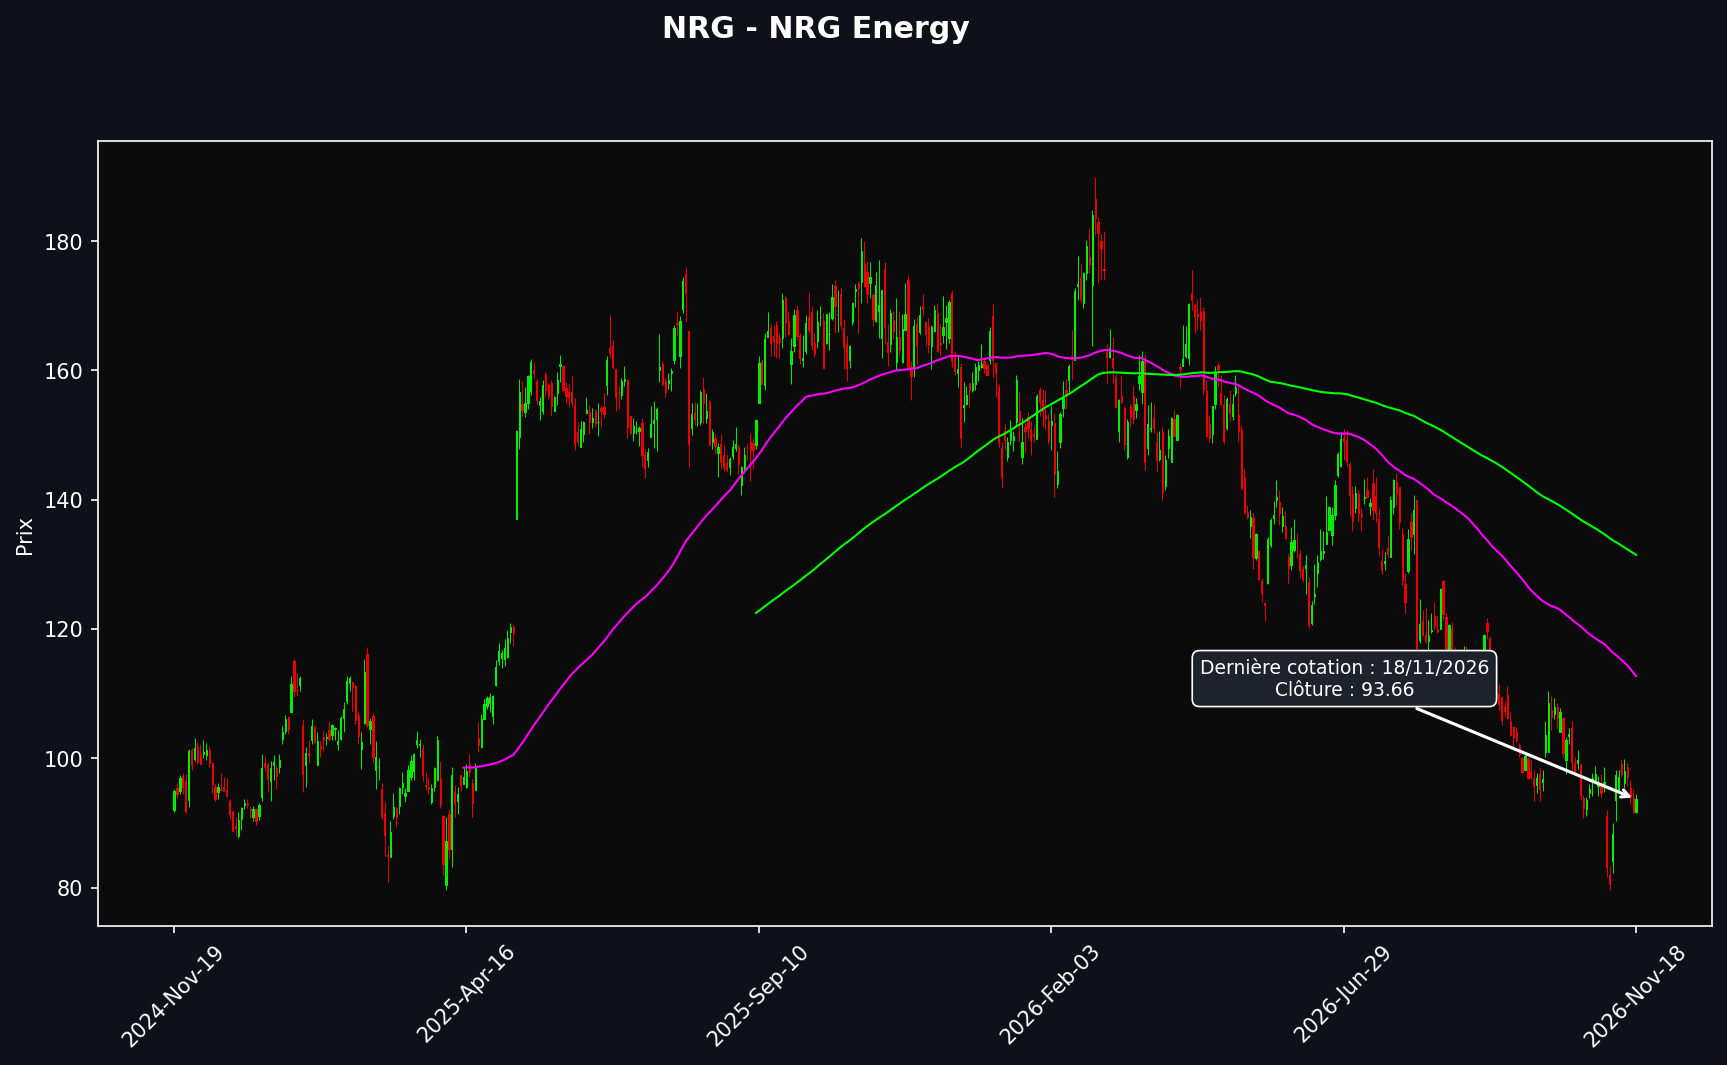 NRG - NRG Energy
Prix
180
160
140
120
100
80
Dernière cotation : 18/11/2026
Clôture : 93.66
2024-Nov-19
2025-Apr-16
2025-Sep-10
2026-Feb-03
2026-Jun-29
2026-Nov-18